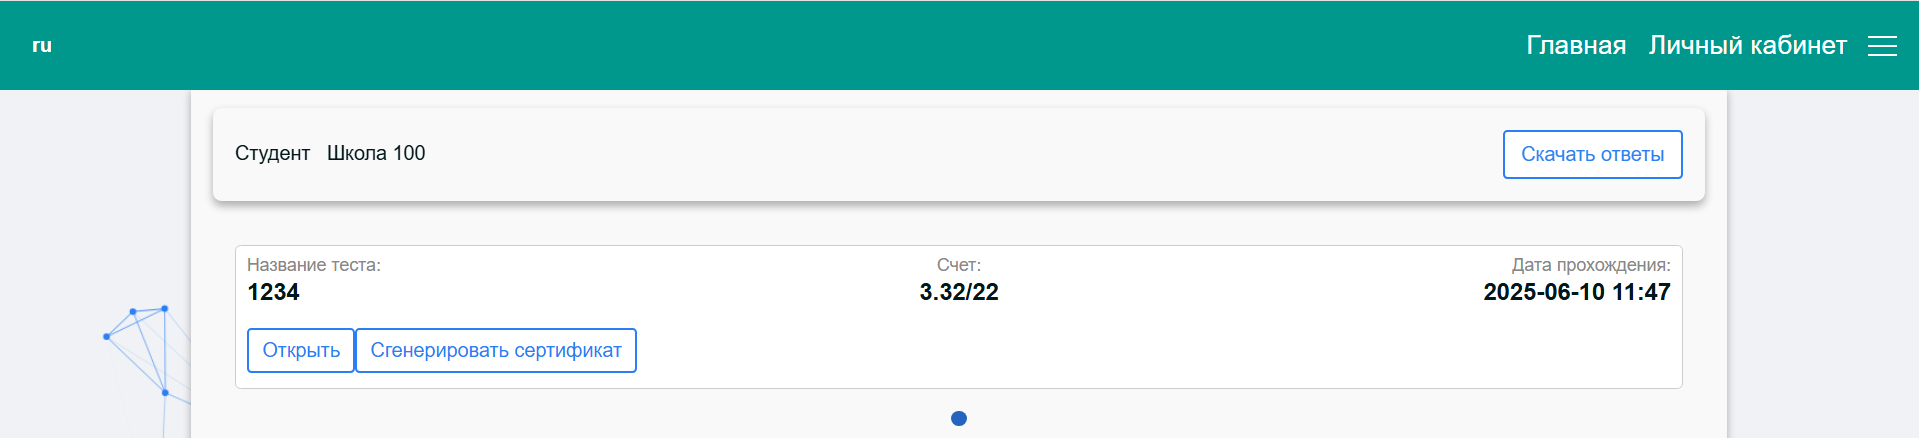 ru
Главная Личный кабинет
Студент Школа 100
Скачать ответы
Название теста:
1234
Счет:
3.32/22
Дата прохождения:
2025-06-10 11:47
Открыть
Сгенерировать сертификат